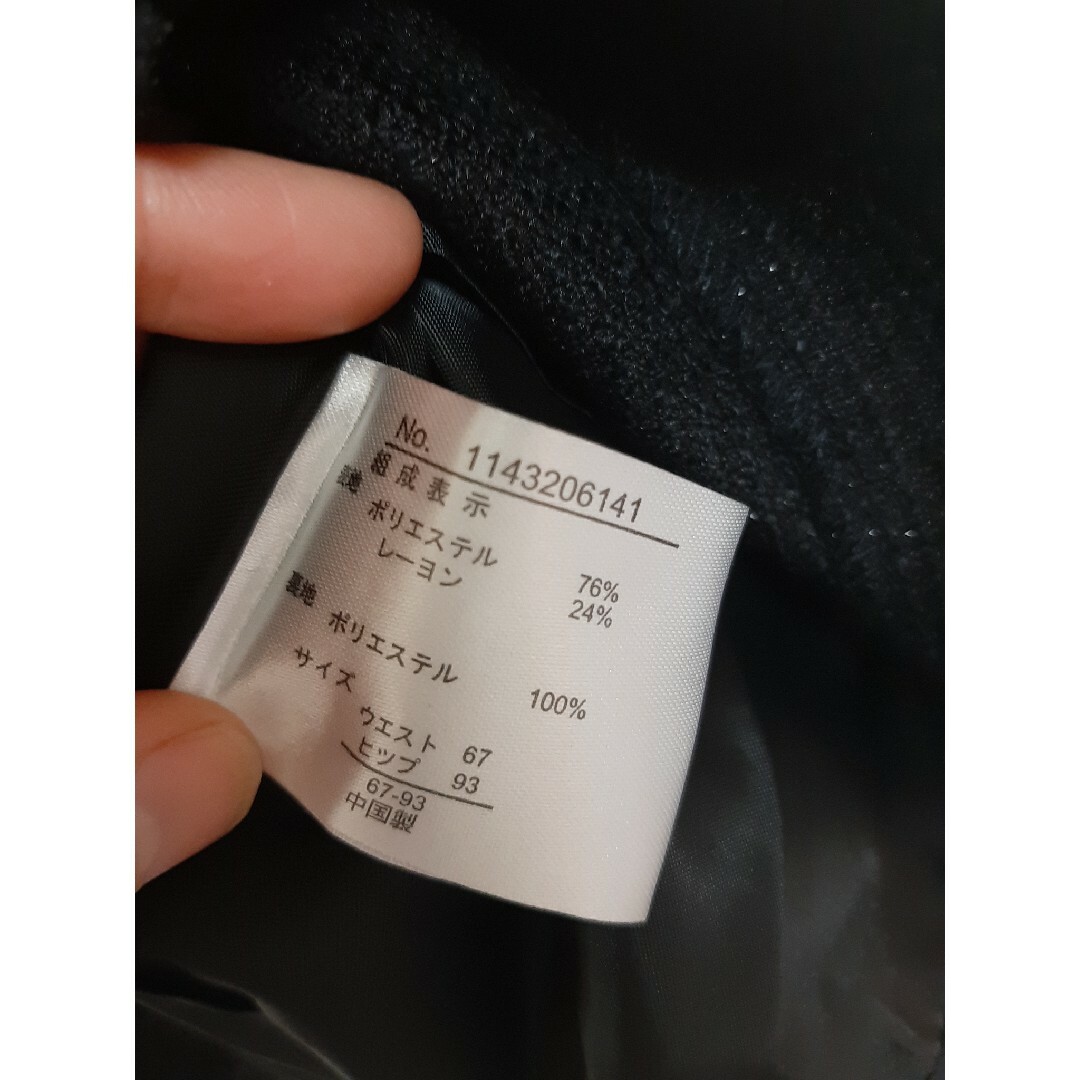 No. 1143206141
組成表示
表地
ポリエステル 76%
レーヨン 24%
裏地
ポリエステル 100%
サイズ
ウエスト 67
ヒップ 93
67-93
中国製